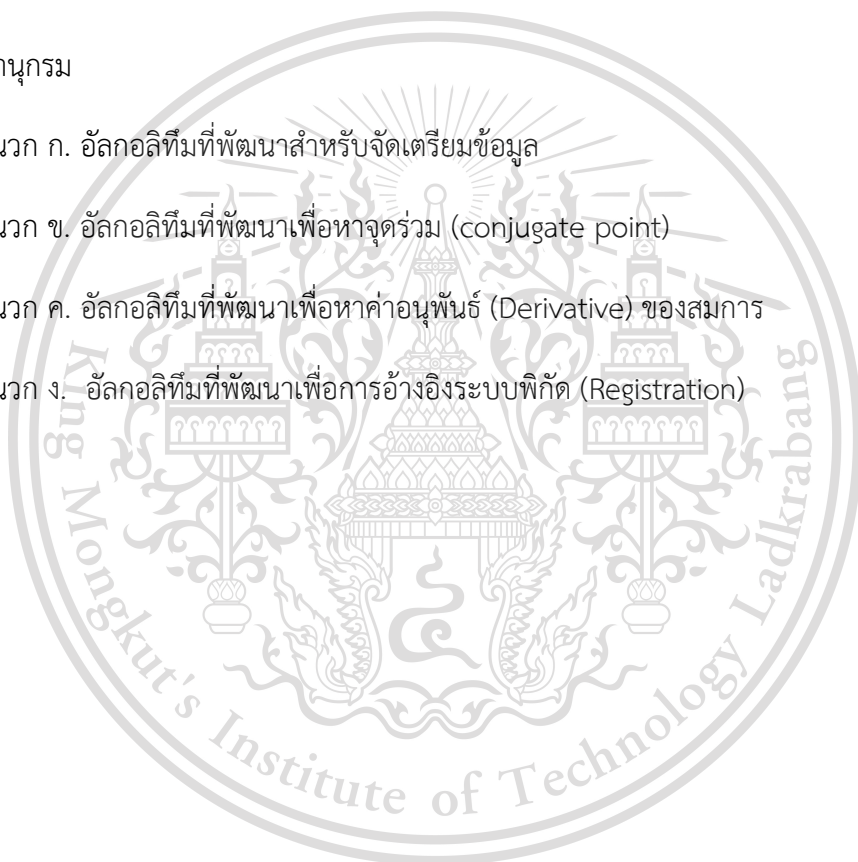 านุกรม
นวก ก. อัลกอลิทึมที่พัฒนาสำหรับจัดเตรียมข้อมูล
นวก ข. อัลกอลิทึมที่พัฒนาเพื่อหาจุดร่วม (conjugate point)
นวก ค. อัลกอลิทึมที่พัฒนาเพื่อหาค่าอนุพันธ์ (Derivative) ของสมการ
นวก ง. อัลกอลิทึมที่พัฒนาเพื่อการอ้างอิงระบบพิกัด (Registration)
King Mongkut's Institute of Technology Ladkrabang